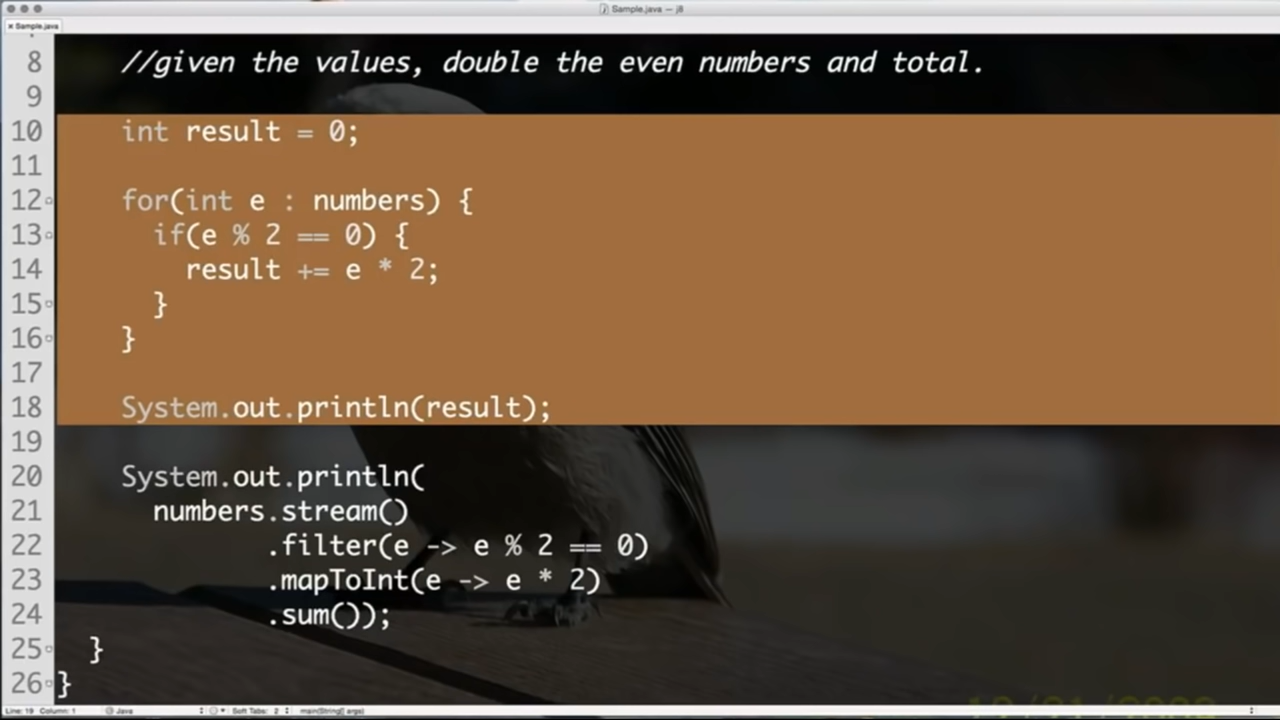 Sample.java — j8
× Sample.java
8 //given the values, double the even numbers and total.
9
10 int result = 0;
11
12 for(int e : numbers) {
13 if(e % 2 == 0) {
14 result += e * 2;
15 }
16 }
17
18 System.out.println(result);
19
20 System.out.println(
21 numbers.stream()
22 .filter(e -> e % 2 == 0)
23 .mapToInt(e -> e * 2)
24 .sum());
25 }
26 }
Line: 19 Column: 1 Java Soft Tabs: 2 main(String[] args)